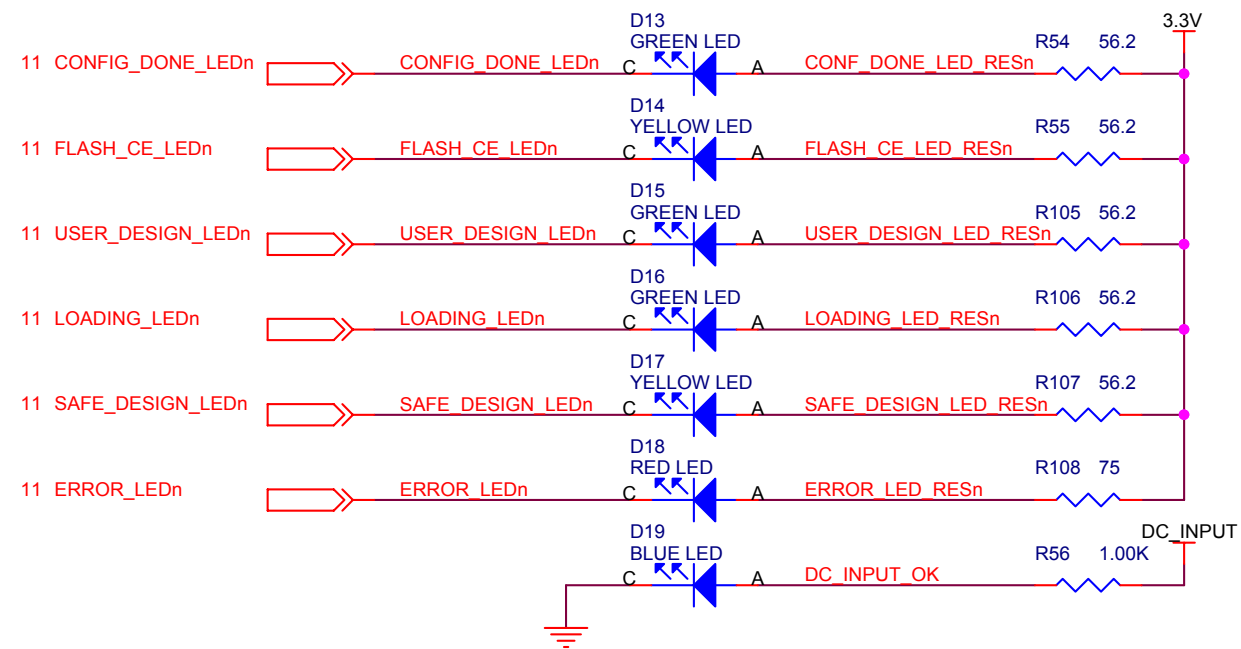 D13
3.3V
GREEN LED
R54 56.2
11 CONFIG_DONE_LEDn CONFIG_DONE_LEDn C A CONF_DONE_LED_RESn
D14
YELLOW LED
R55 56.2
11 FLASH_CE_LEDn FLASH_CE_LEDn C A FLASH_CE_LED_RESn
D15
GREEN LED
R105 56.2
11 USER_DESIGN_LEDn USER_DESIGN_LEDn C A USER_DESIGN_LED_RESn
D16
GREEN LED
R106 56.2
11 LOADING_LEDn LOADING_LEDn C A LOADING_LED_RESn
D17
YELLOW LED
R107 56.2
11 SAFE_DESIGN_LEDn SAFE_DESIGN_LEDn C A SAFE_DESIGN_LED_RESn
D18
RED LED
R108 75
11 ERROR_LEDn ERROR_LEDn C A ERROR_LED_RESn
D19
DC_INPUT
BLUE LED
R56 1.00K
C A DC_INPUT_OK